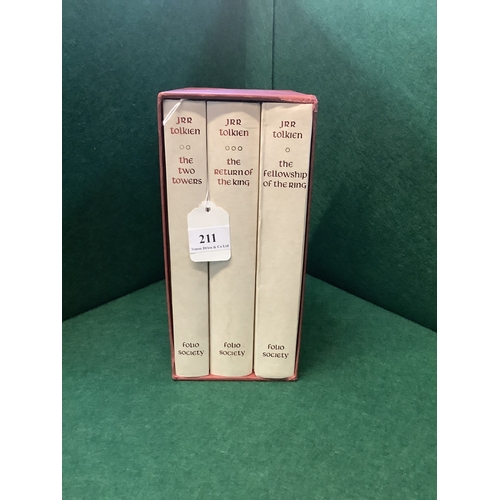 JRR
Tolkien
the
two
towers
folio
society
JRR
Tolkien
the
Return of
the King
folio
society
JRR
Tolkien
the
fellowship
of the Ring
folio
society
211